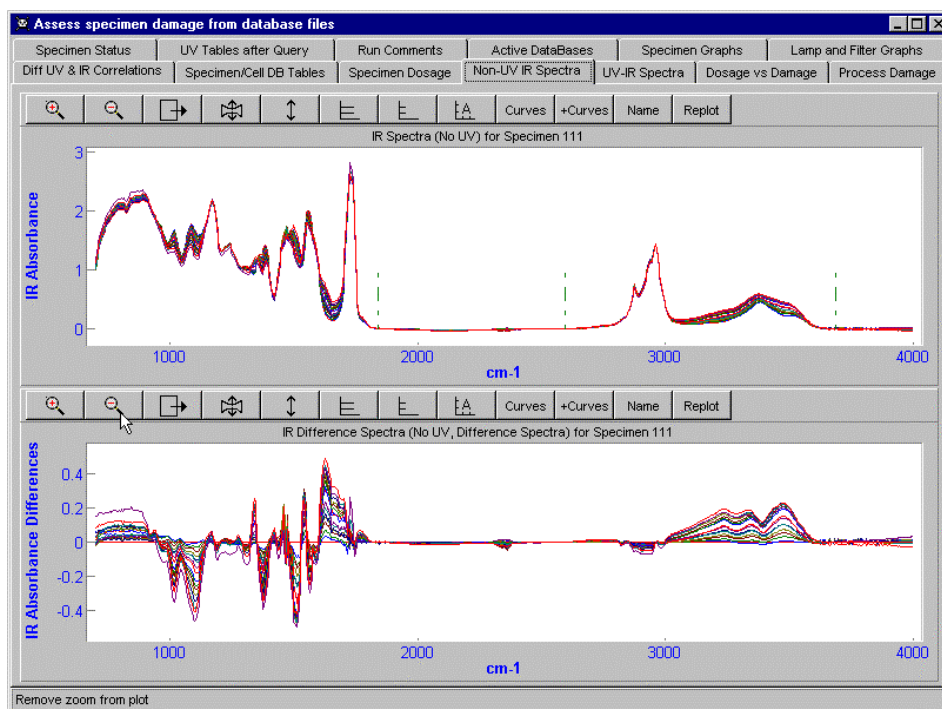 Assess specimen damage from database files
Specimen Status UV Tables after Query Run Comments Active DataBases Specimen Graphs Lamp and Filter Graphs
Diff UV & IR Correlations Specimen/Cell DB Tables Specimen Dosage Non-UV IR Spectra UV-IR Spectra Dosage vs Damage Process Damage
A Curves +Curves Name Replot
IR Spectra (No UV) for Specimen 111
IR Absorbance
3
2
1
0
1000 2000 3000 4000
cm-1
A Curves +Curves Name Replot
IR Difference Spectra (No UV, Difference Spectra) for Specimen 111
IR Absorbance Differences
0.4
0.2
0
-0.2
-0.4
1000 2000 3000 4000
cm-1
Remove zoom from plot